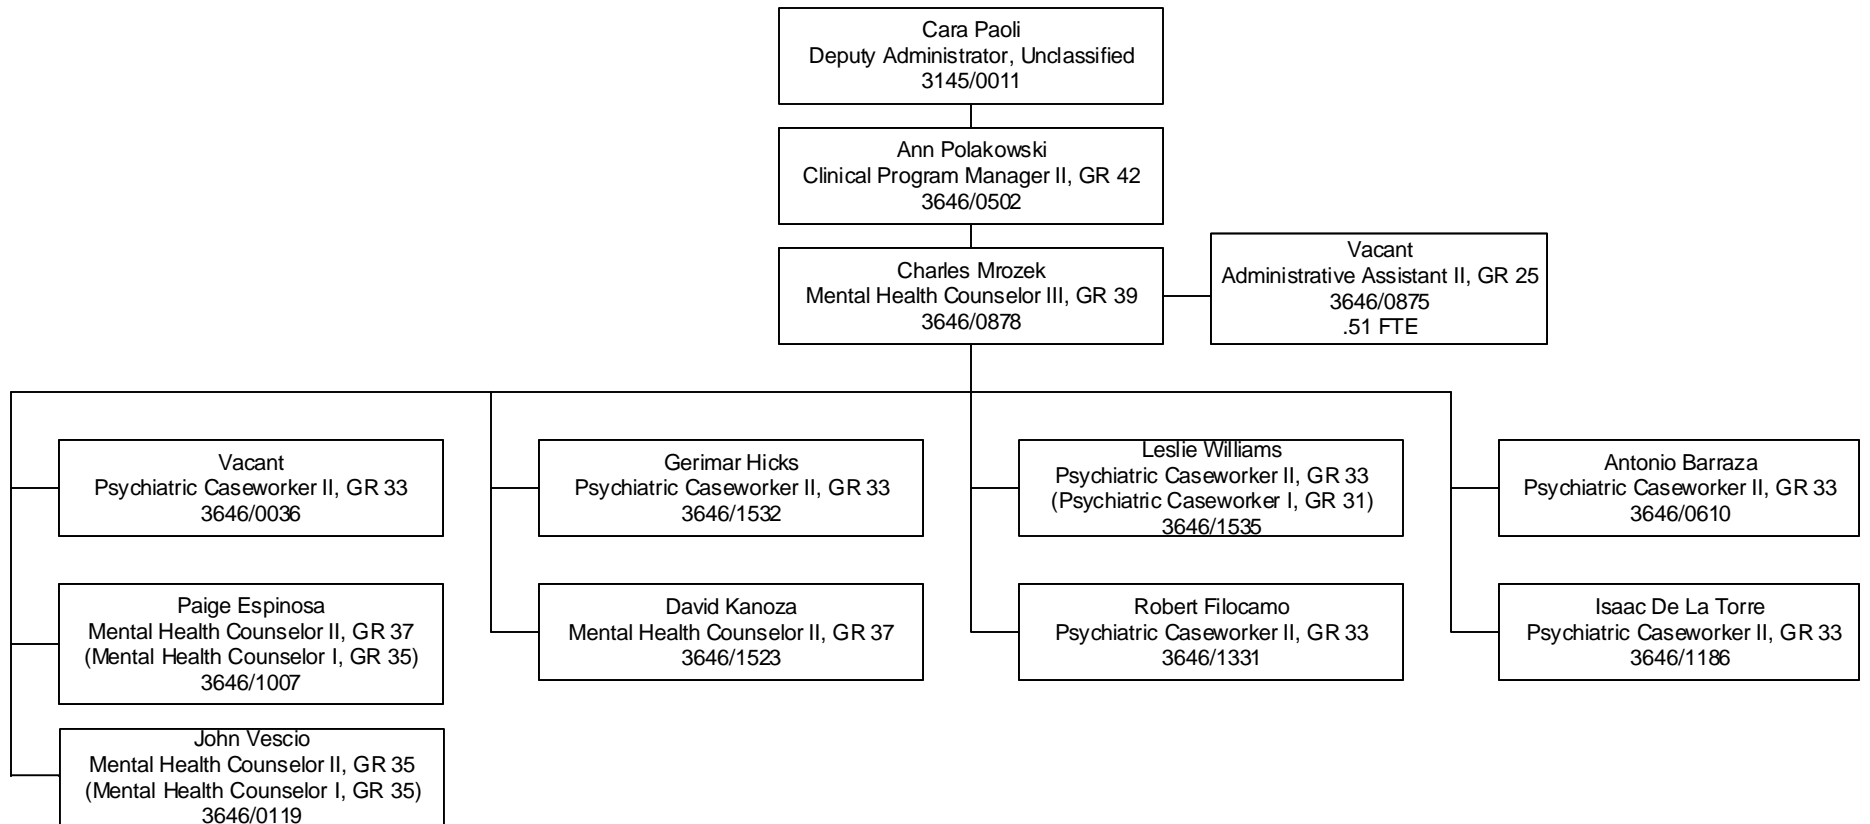 Cara Paoli
Deputy Administrator, Unclassified
3145/0011
Ann Polakowski
Clinical Program Manager II, GR 42
3646/0502
Charles Mrozek
Mental Health Counselor III, GR 39
3646/0878
Vacant
Administrative Assistant II, GR 25
3646/0875
.51 FTE
Vacant
Psychiatric Caseworker II, GR 33
3646/0036
Gerimar Hicks
Psychiatric Caseworker II, GR 33
3646/1532
Leslie Williams
Psychiatric Caseworker II, GR 33
(Psychiatric Caseworker I, GR 31)
3646/1535
Antonio Barraza
Psychiatric Caseworker II, GR 33
3646/0610
Paige Espinosa
Mental Health Counselor II, GR 37
(Mental Health Counselor I, GR 35)
3646/1007
David Kanoza
Mental Health Counselor II, GR 37
3646/1523
Robert Filocamo
Psychiatric Caseworker II, GR 33
3646/1331
Isaac De La Torre
Psychiatric Caseworker II, GR 33
3646/1186
John Vescio
Mental Health Counselor II, GR 35
(Mental Health Counselor I, GR 35)
3646/0119